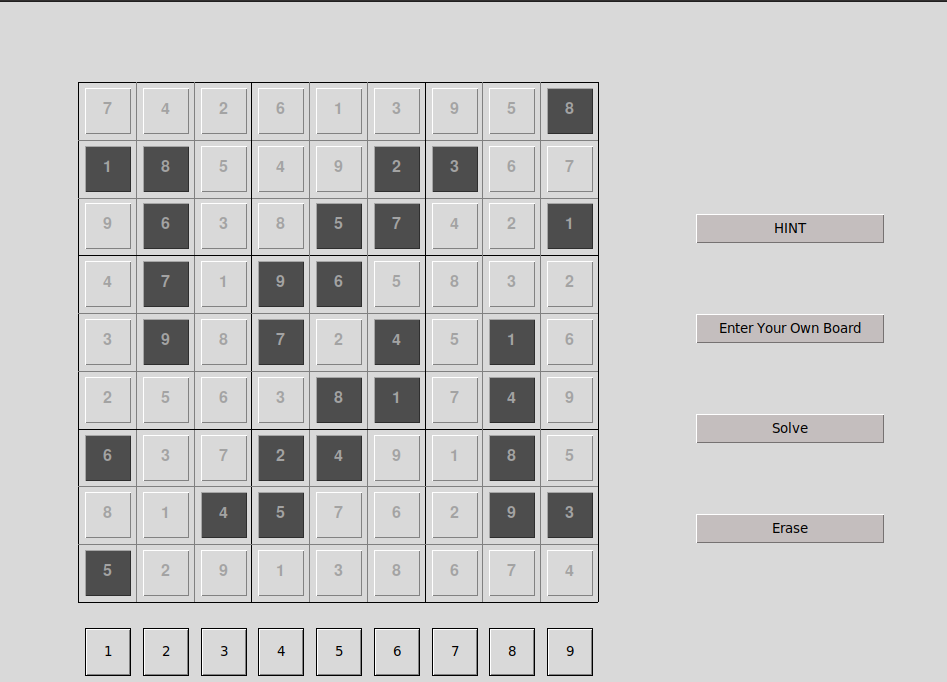 7 4 2 6 1 3 9 5 8
1 8 5 4 9 2 3 6 7
9 6 3 8 5 7 4 2 1
HINT
4 7 1 9 6 5 8 3 2
Enter Your Own Board
3 9 8 7 2 4 5 1 6
2 5 6 3 8 1 7 4 9
Solve
6 3 7 2 4 9 1 8 5
8 1 4 5 7 6 2 9 3
Erase
5 2 9 1 3 8 6 7 4
1 2 3 4 5 6 7 8 9